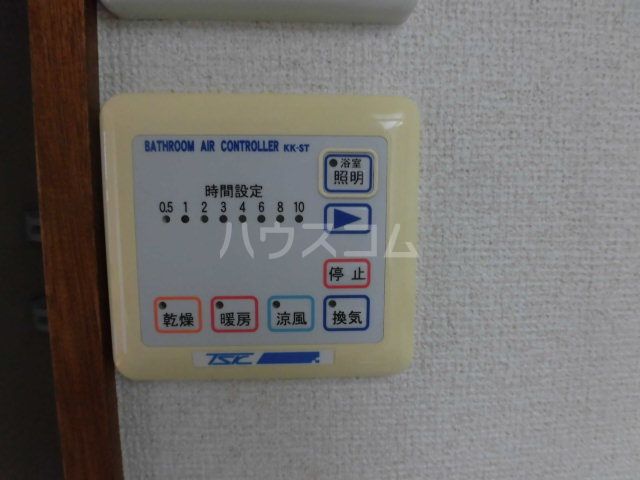 BATHROOM AIR CONTROLLER KK-ST
浴室
照明
時間設定
0.5 1 2 3 4 6 8 10
ハウスコム
停止
乾燥 暖房 涼風 換気
TSK